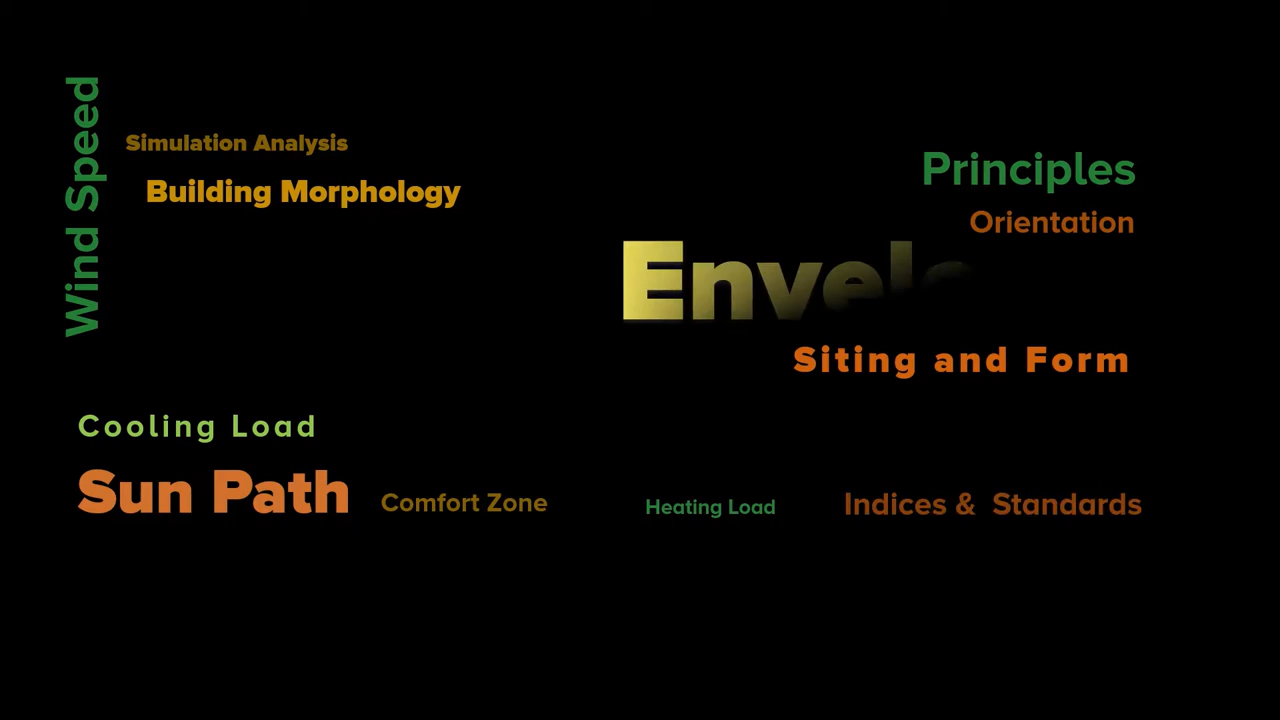 Wind Speed
Simulation Analysis
Building Morphology
Principles
Orientation
Envelo
Siting and Form
Cooling Load
Sun Path
Comfort Zone
Heating Load
Indices & Standards